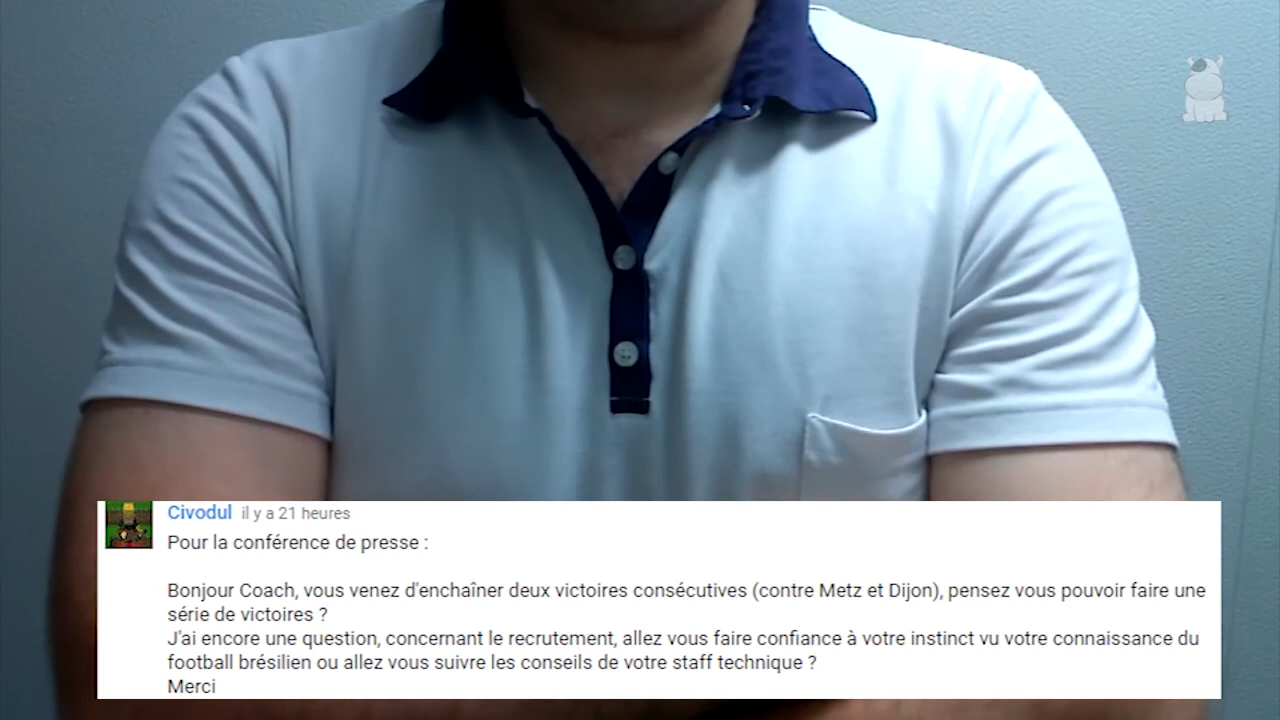 Civodul il y a 21 heures
Pour la conférence de presse :
Bonjour Coach, vous venez d'enchaîner deux victoires consécutives (contre Metz et Dijon), pensez vous pouvoir faire une
série de victoires ?
J'ai encore une question, concernant le recrutement, allez vous faire confiance à votre instinct vu votre connaissance du
football brésilien ou allez vous suivre les conseils de votre staff technique ?
Merci